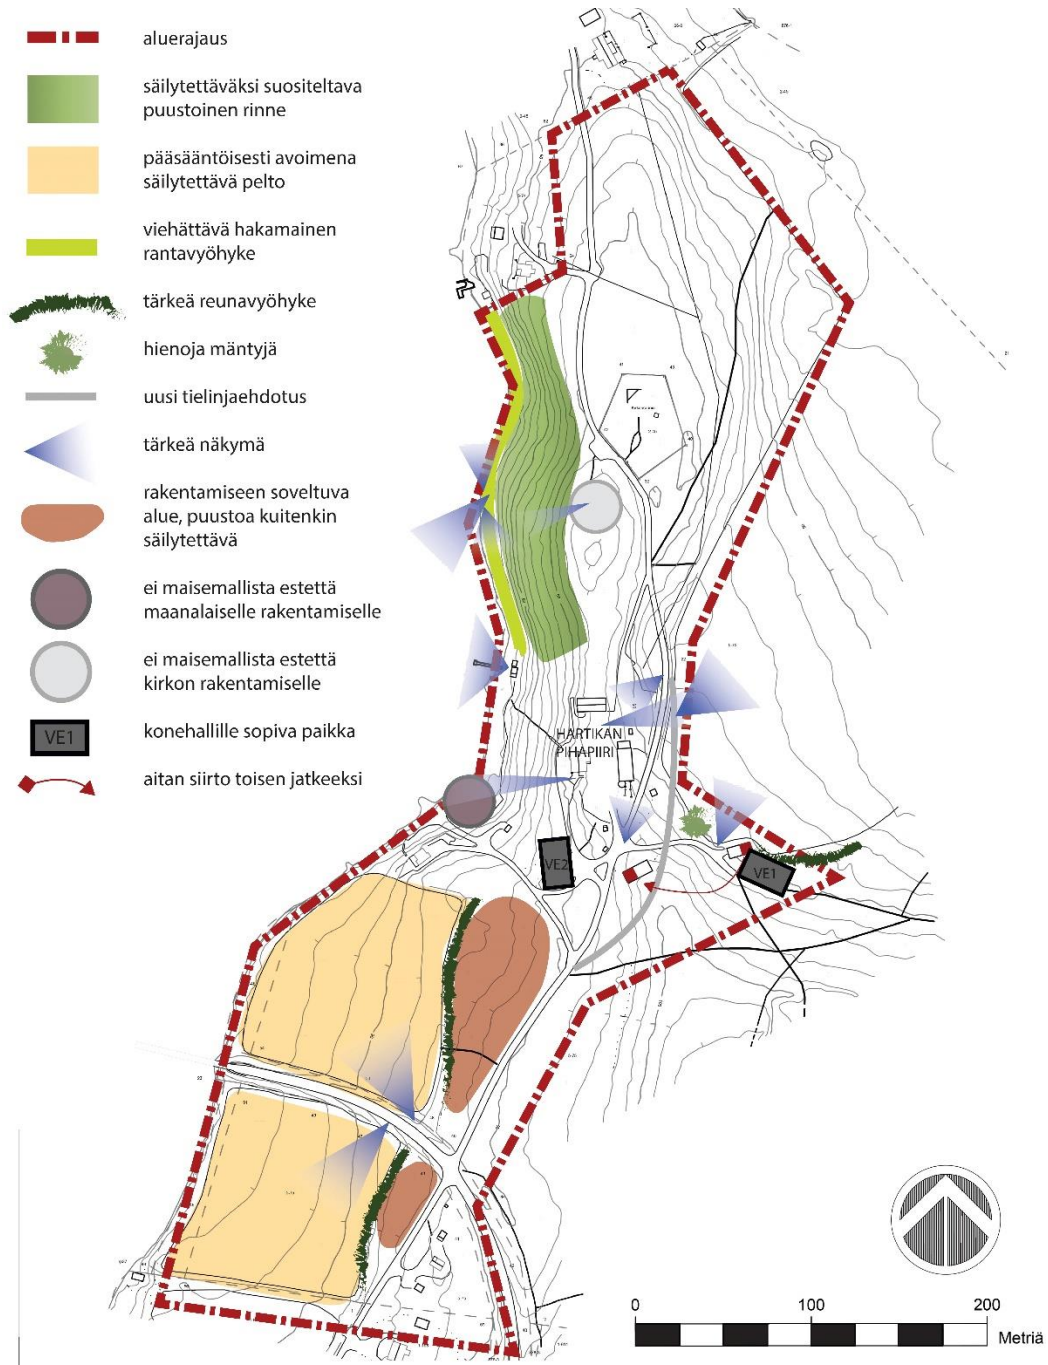 aluerajaus
säilytettäväksi suositeltava
puustoinen rinne
pääsääntöisesti avoimena
säilytettävä pelto
viehättävä hakamainen
rantavyöhyke
tärkeä reunavyöhyke
hienoja mäntyjä
uusi tielinjaehdotus
tärkeä näkymä
rakentamiseen soveltuva
alue, puustoa kuitenkin
säilytettävä
ei maisemallista estettä
maanalaiselle rakentamiselle
ei maisemallista estettä
kirkon rakentamiselle
VE1
konehallille sopiva paikka
aitan siirto toisen jatkeeksi
HARTIKAN
PIHAPIIRI
VE2
VE1
0 100 200
Metriä